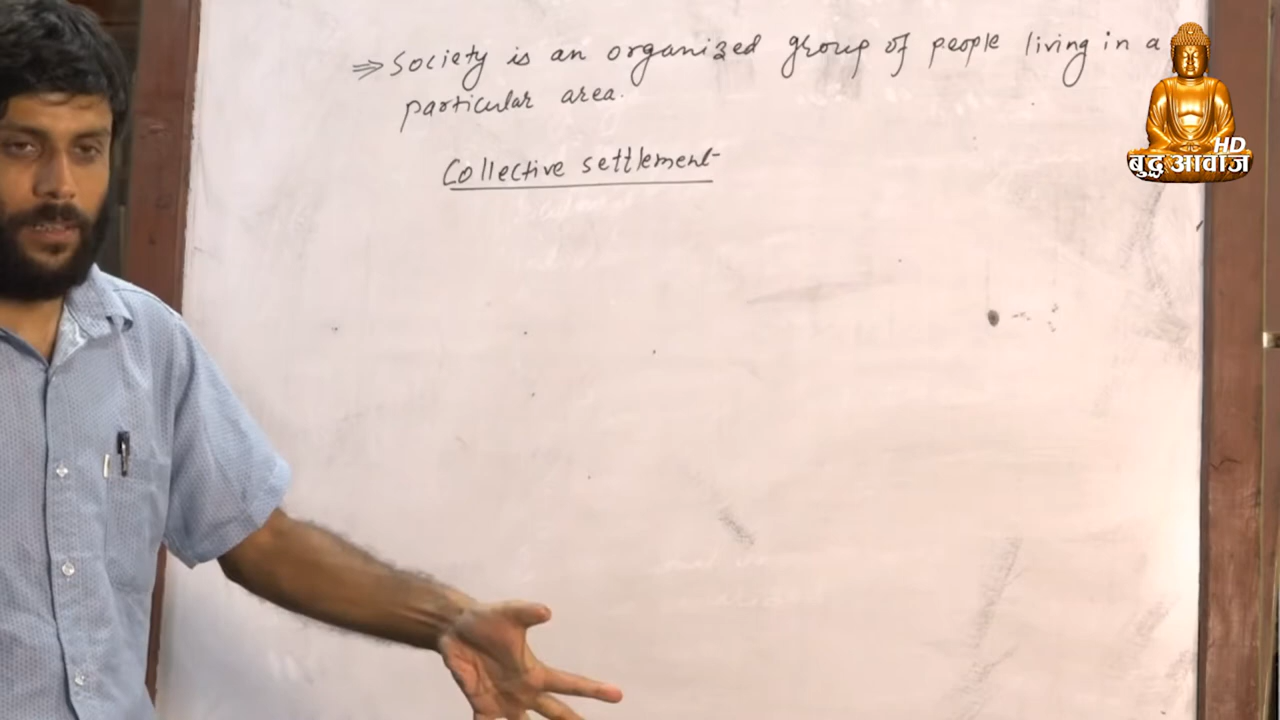 ⇒ Society is an organized group of people living in a
particular area.
Collective settlement
HD
बुद्ध आवाज